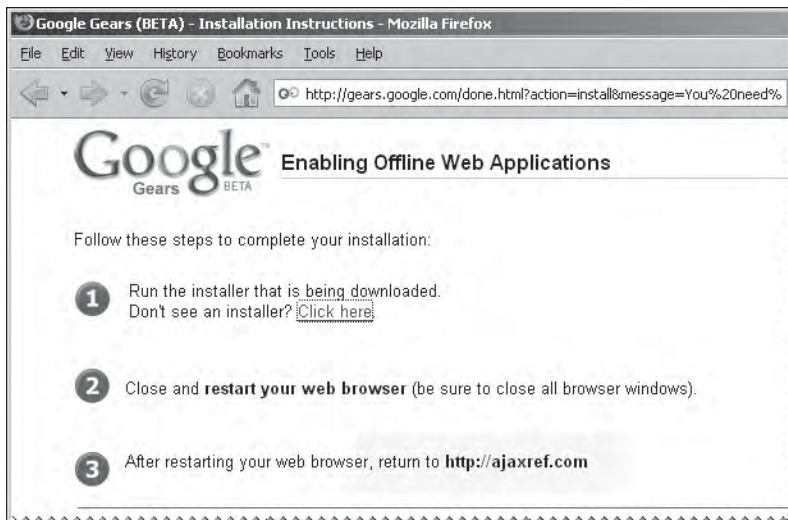 Google Gears (BETA) - Installation Instructions - Mozilla Firefox
File Edit View History Bookmarks Tools Help
http://gears.google.com/done.html?action=install&message=You%20need%
Google™ Enabling Offline Web Applications
Gears BETA
Follow these steps to complete your installation:
1 Run the installer that is being downloaded.
Don't see an installer? Click here.
2 Close and restart your web browser (be sure to close all browser windows).
3 After restarting your web browser, return to http://ajaxref.com